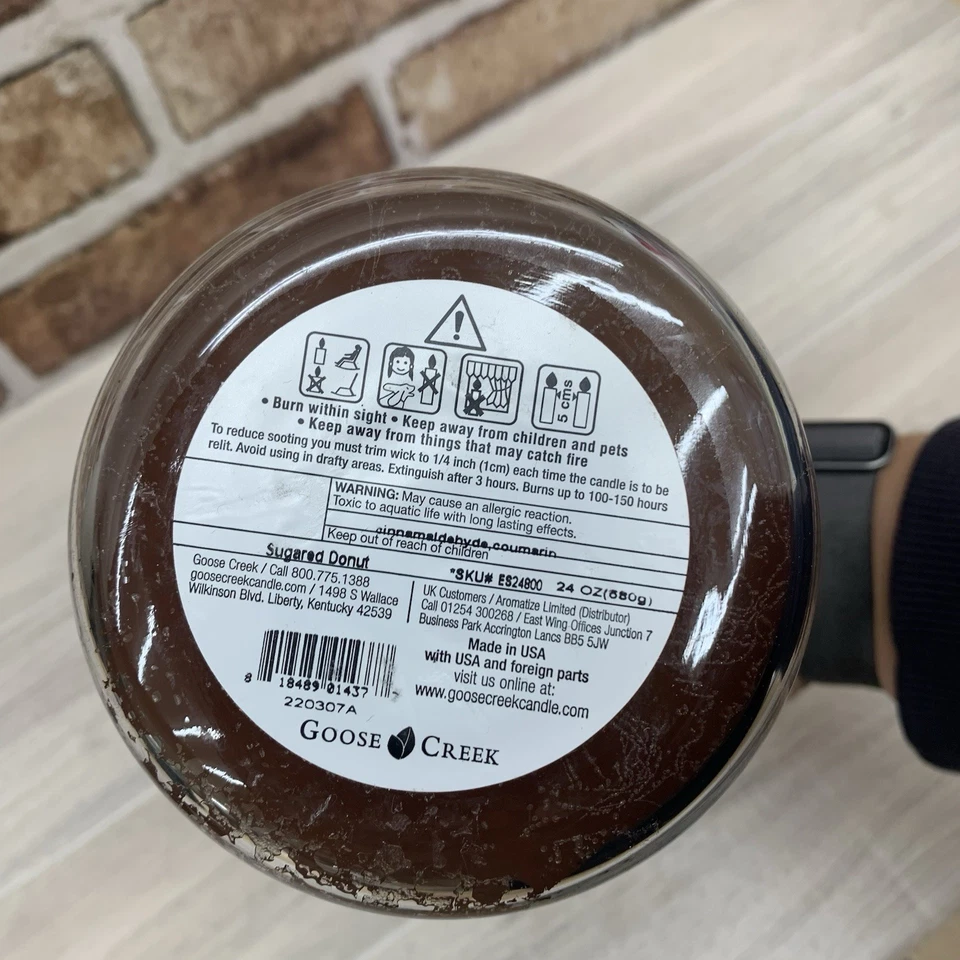 • Burn within sight • Keep away from children and pets
• Keep away from things that may catch fire
To reduce sooting you must trim wick to 1/4 inch (1cm) each time the candle is to be
relit. Avoid using in drafty areas. Extinguish after 3 hours. Burns up to 100-150 hours
5 cms
WARNING: May cause an allergic reaction.
Toxic to aquatic life with long lasting effects.
cinnamaldehyde,coumarin
Keep out of reach of children
Sugared Donut
*SKU# ES24800 24 OZ(680g)
Goose Creek / Call 800.775.1388
goosecreekcandle.com / 1498 S Wallace
Wilkinson Blvd. Liberty, Kentucky 42539
UK Customers / Aromatize Limited (Distributor)
Call 01254 300268 / East Wing Offices Junction 7
Business Park Accrington Lancs BB5 5JW
Made in USA
with USA and foreign parts
visit us online at:
www.goosecreekcandle.com
8 18489 01437
220307A
GOOSE CREEK